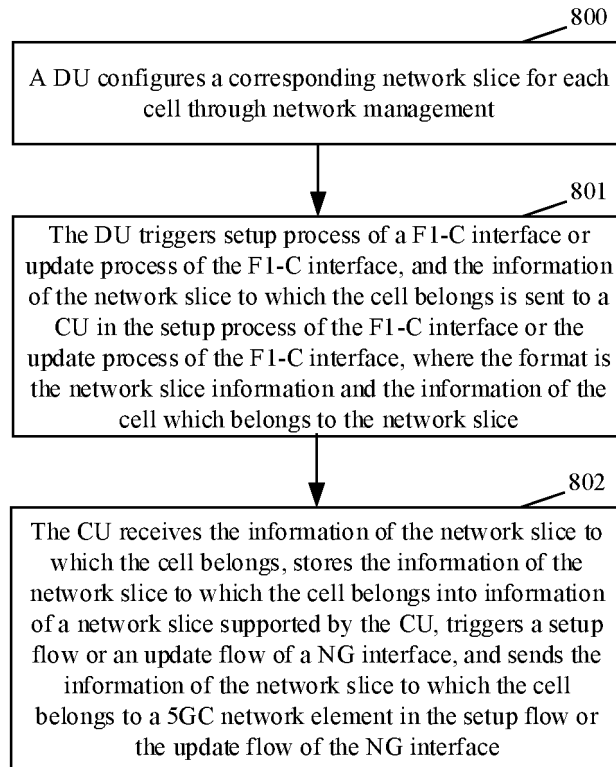 800
A DU configures a corresponding network slice for each
cell through network management
801
The DU triggers setup process of a F1-C interface or
update process of the F1-C interface, and the information
of the network slice to which the cell belongs is sent to a
CU in the setup process of the F1-C interface or the
update process of the F1-C interface, where the format is
the network slice information and the information of the
cell which belongs to the network slice
802
The CU receives the information of the network slice to
which the cell belongs, stores the information of the
network slice to which the cell belongs into information
of a network slice supported by the CU, triggers a setup
flow or an update flow of a NG interface, and sends the
information of the network slice to which the cell
belongs to a 5GC network element in the setup flow or
the update flow of the NG interface